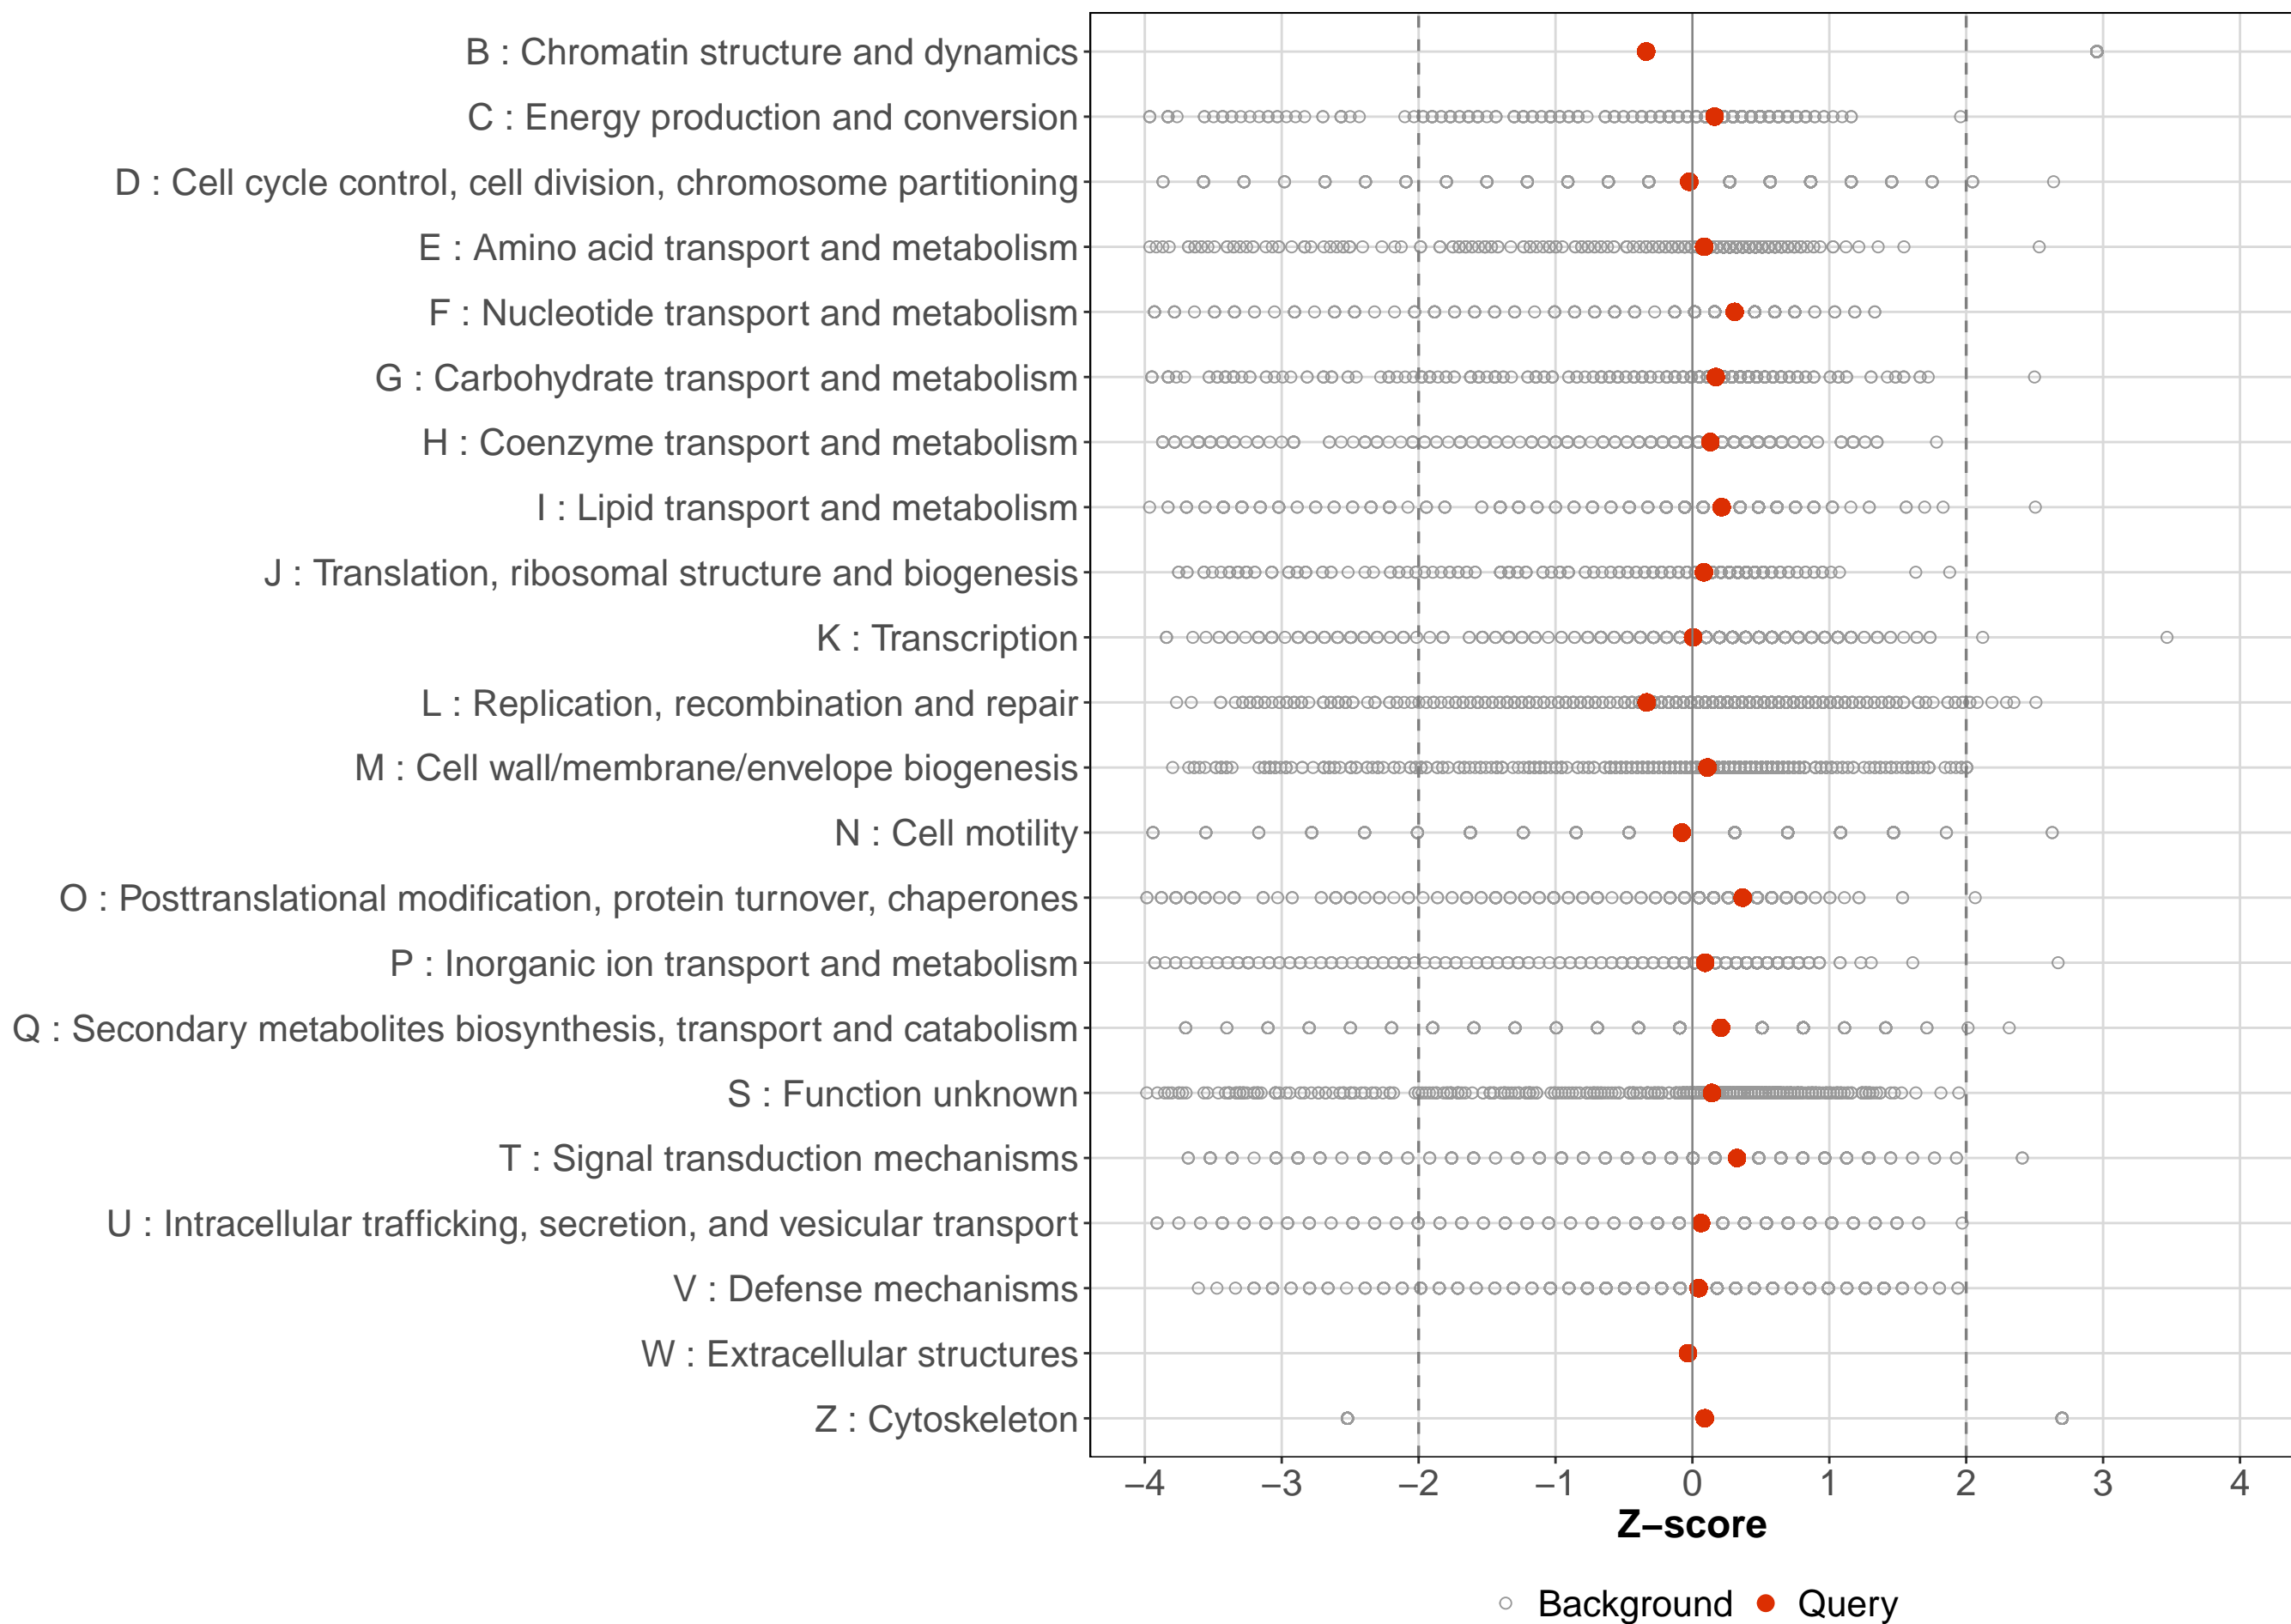 B : Chromatin structure and dynamics
C : Energy production and conversion
D : Cell cycle control, cell division, chromosome partitioning
E : Amino acid transport and metabolism
F : Nucleotide transport and metabolism
G : Carbohydrate transport and metabolism
H : Coenzyme transport and metabolism
I : Lipid transport and metabolism
J : Translation, ribosomal structure and biogenesis
K : Transcription
L : Replication, recombination and repair
M : Cell wall/membrane/envelope biogenesis
N : Cell motility
O : Posttranslational modification, protein turnover, chaperones
P : Inorganic ion transport and metabolism
Q : Secondary metabolites biosynthesis, transport and catabolism
S : Function unknown
T : Signal transduction mechanisms
U : Intracellular trafficking, secretion, and vesicular transport
V : Defense mechanisms
W : Extracellular structures
Z : Cytoskeleton
−4 −3 −2 −1 0 1 2 3 4
Z−score
Background Query